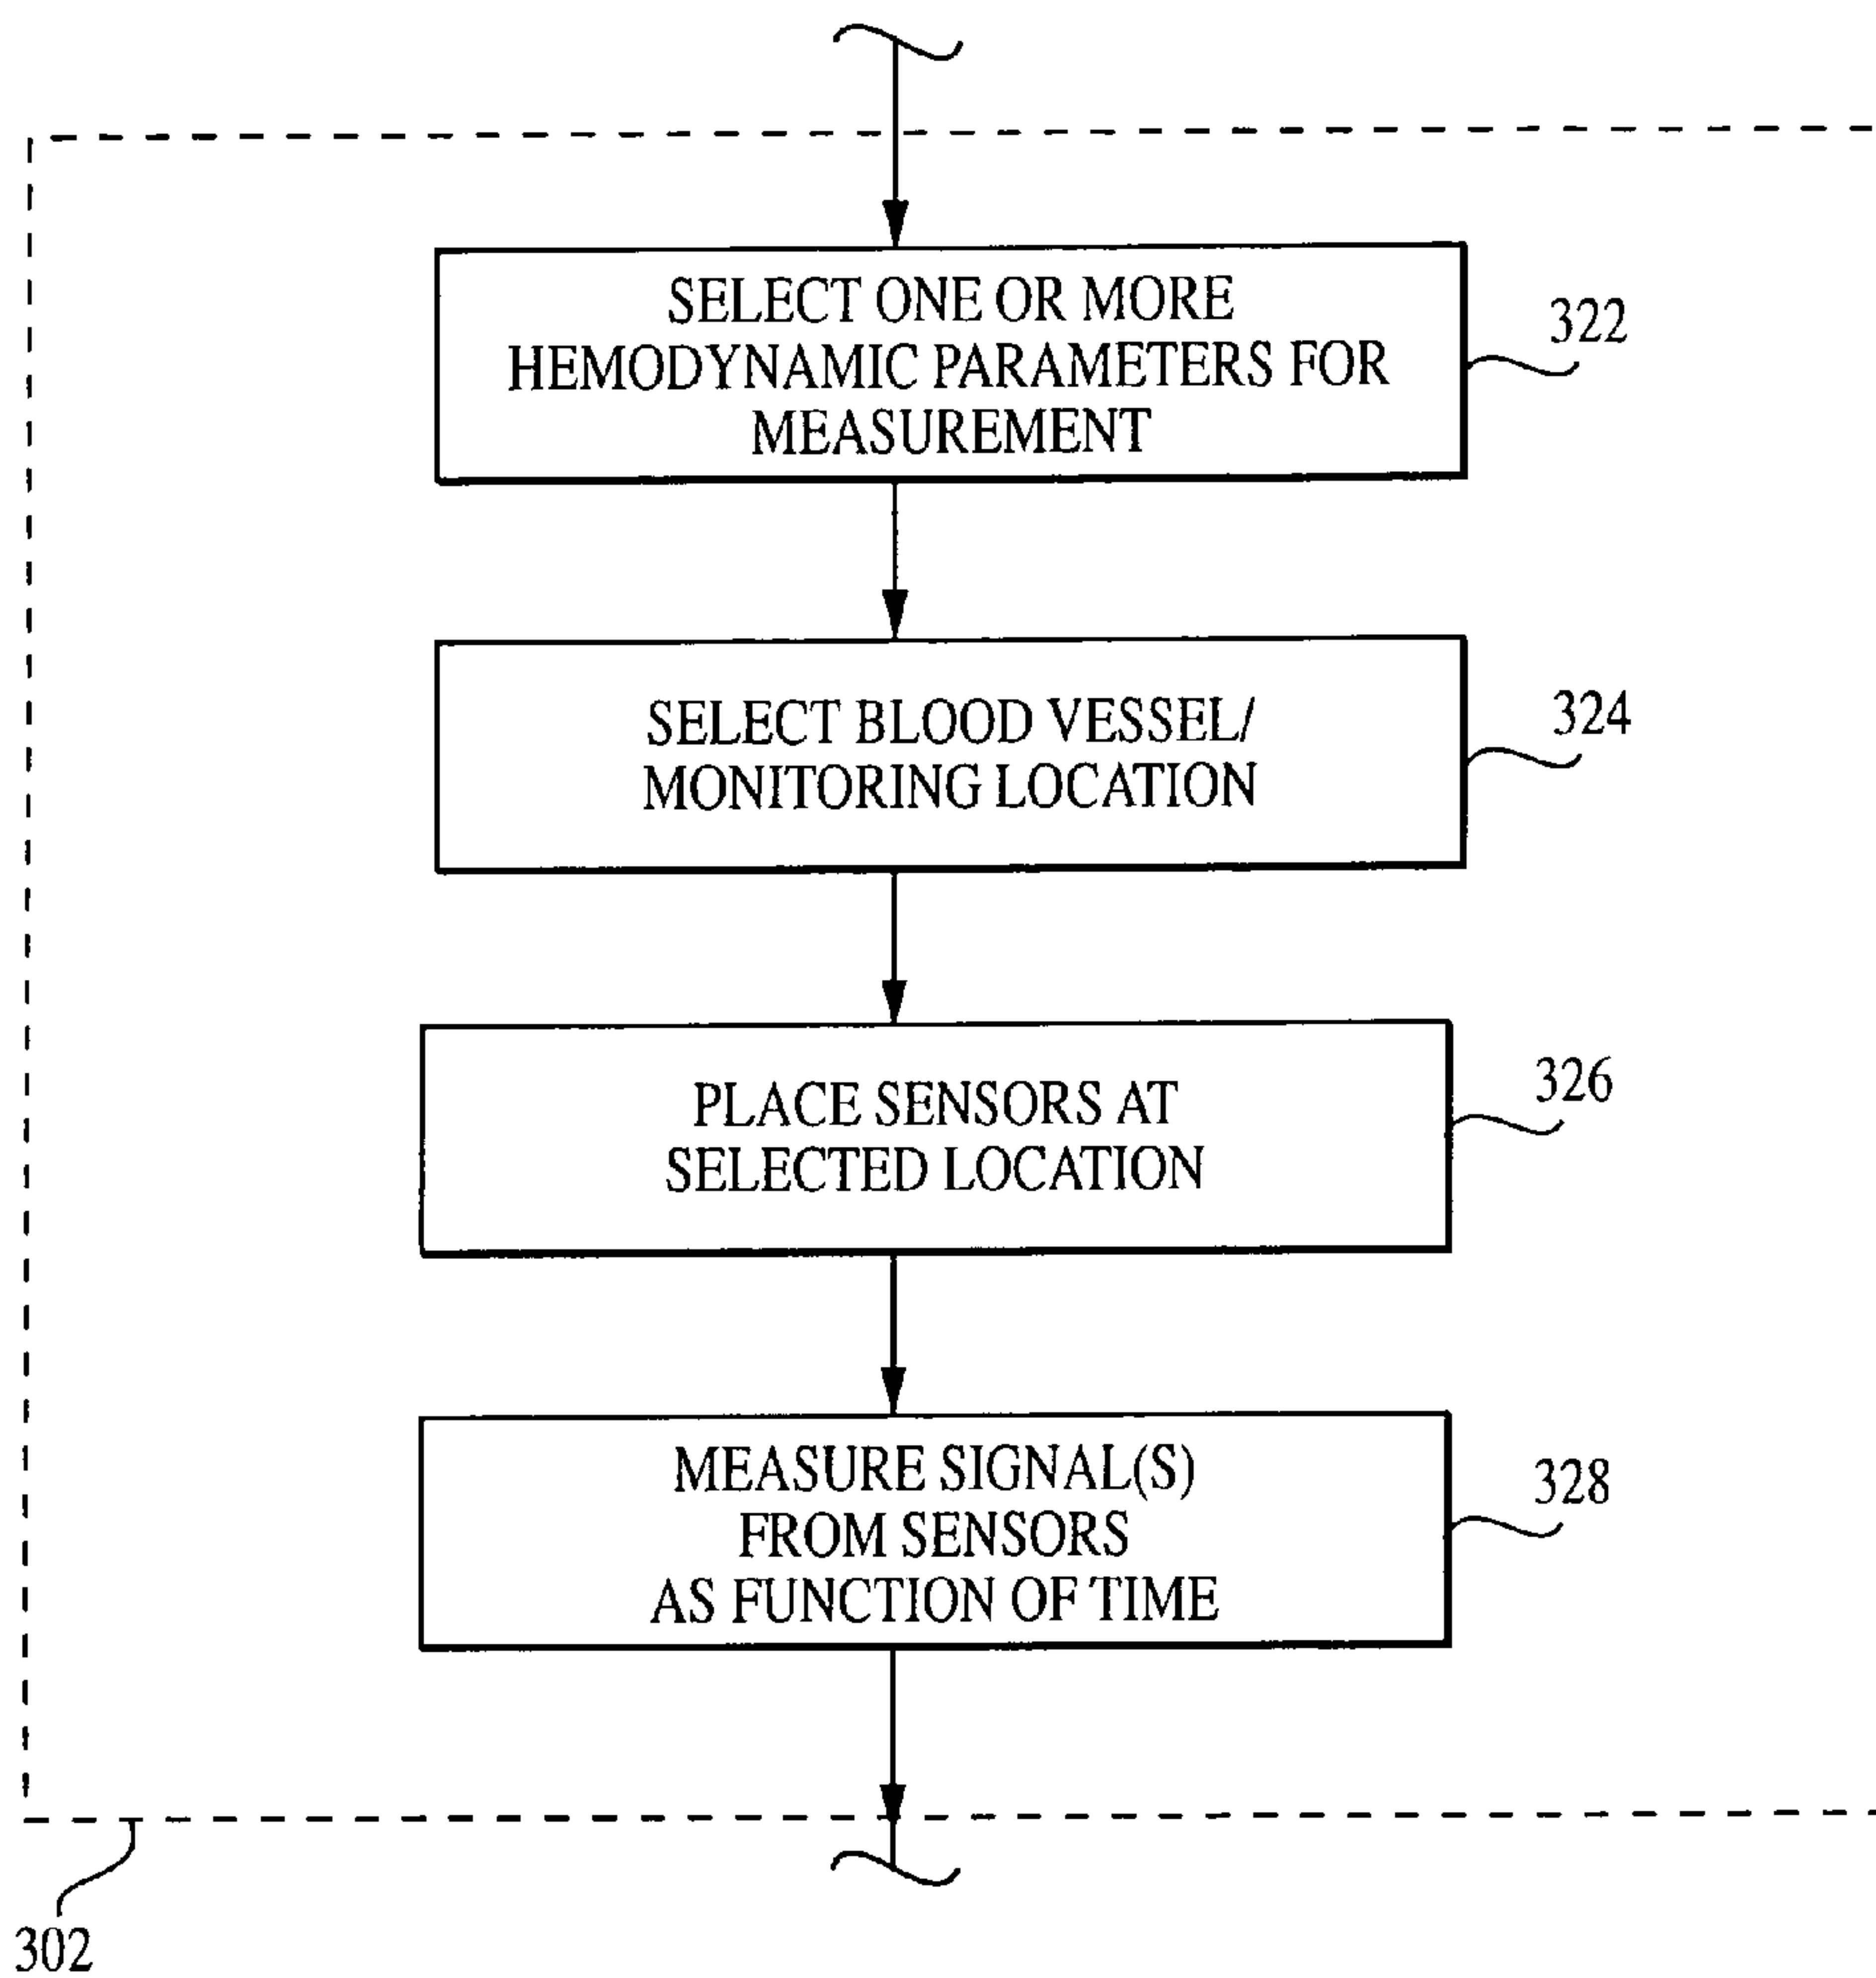 SELECT ONE OR MORE
HEMODYNAMIC PARAMETERS FOR
MEASUREMENT
322
SELECT BLOOD VESSEL/
MONITORING LOCATION
324
PLACE SENSORS AT
SELECTED LOCATION
326
MEASURE SIGNAL(S)
FROM SENSORS
AS FUNCTION OF TIME
328
302